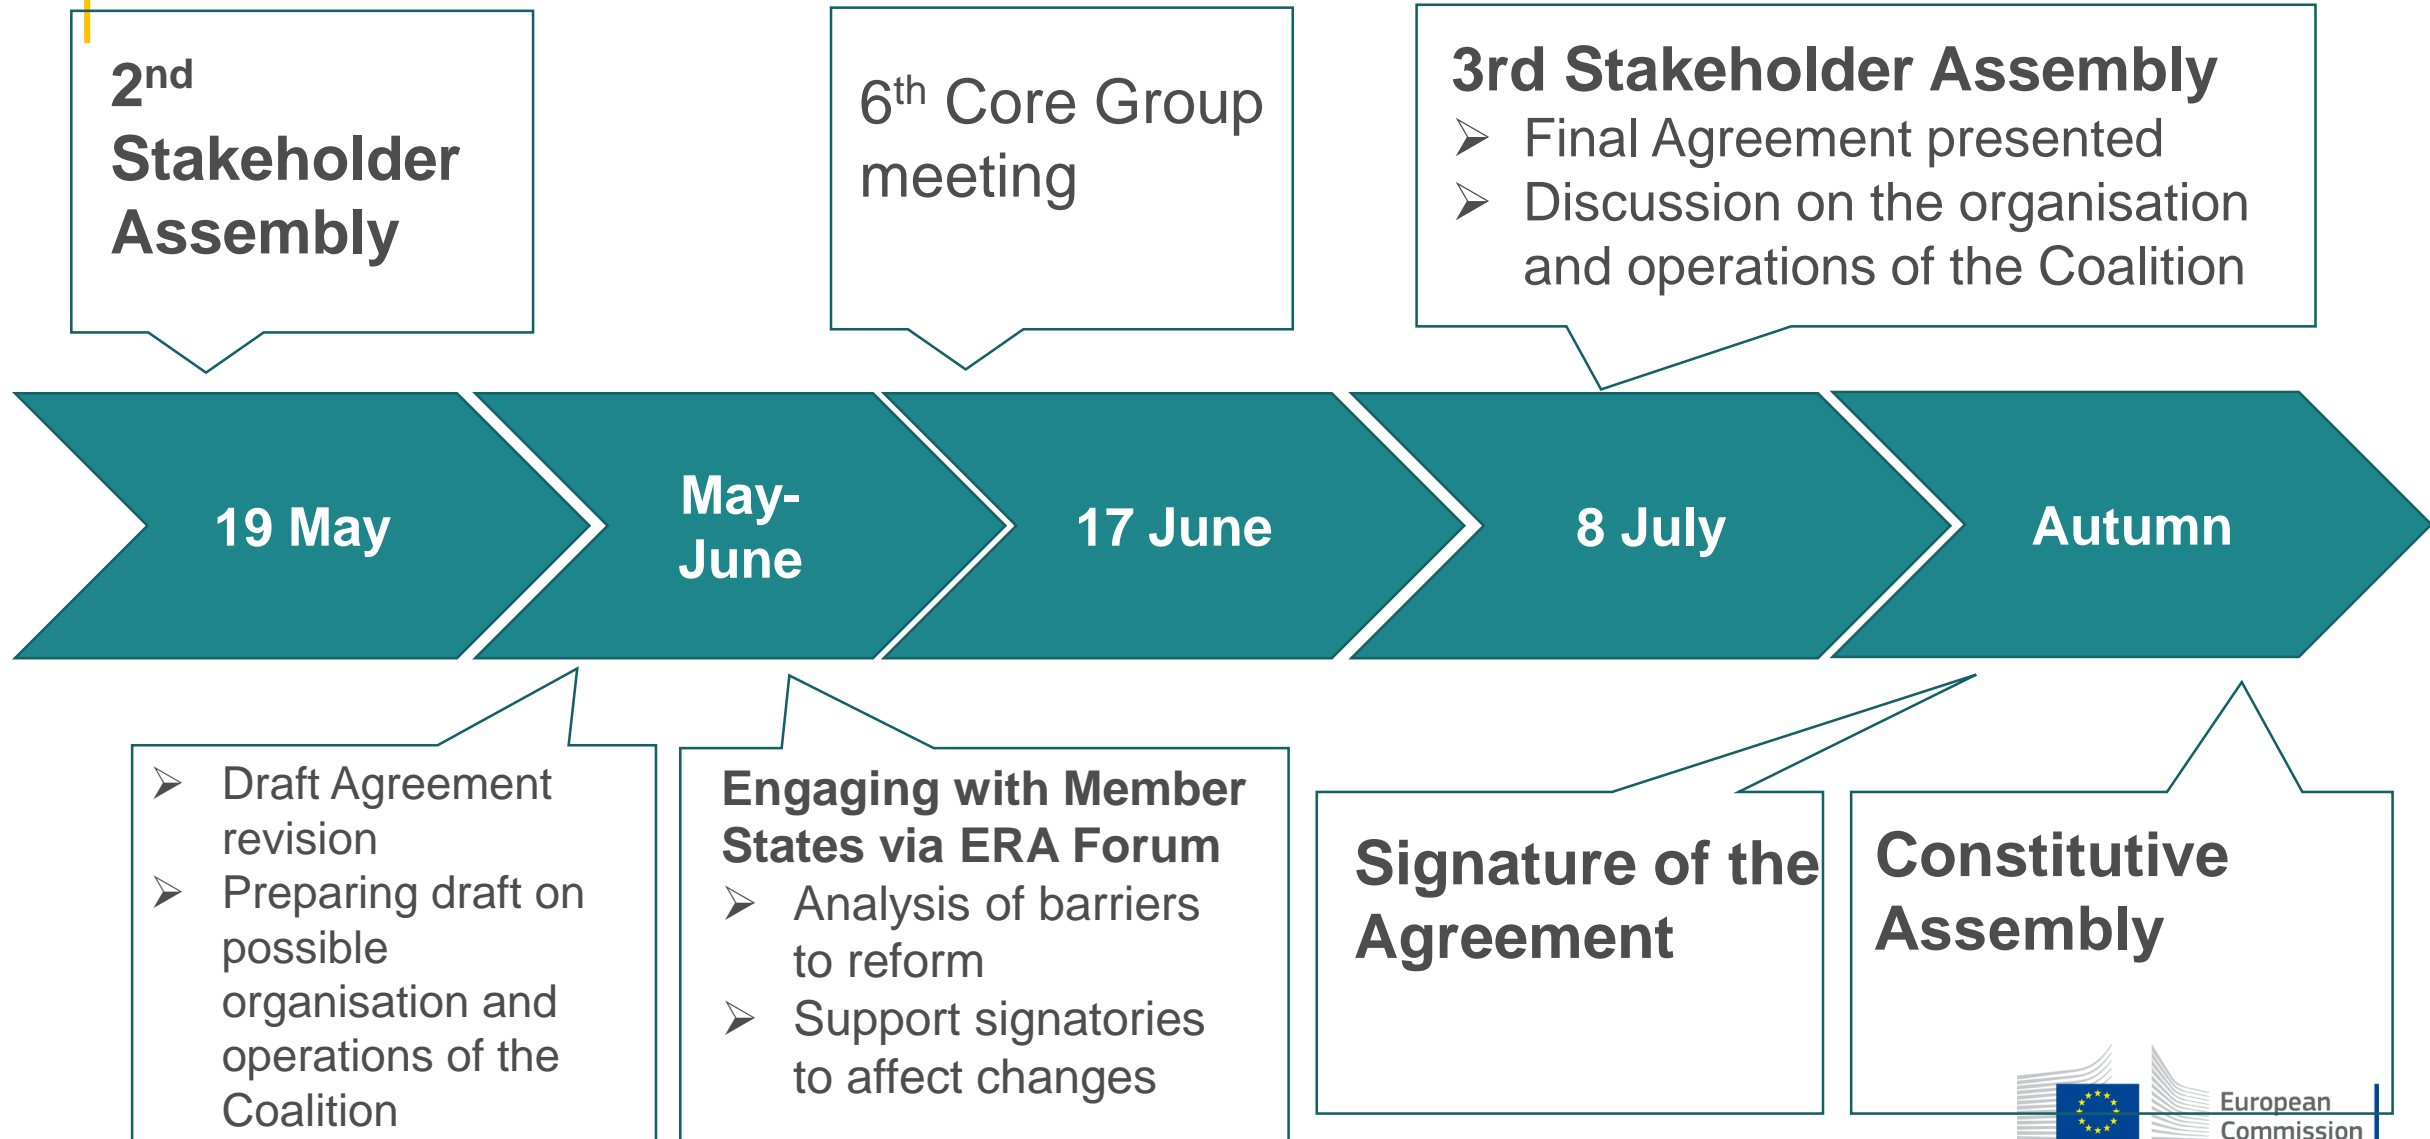 2nd
Stakeholder
Assembly
6th Core Group
meeting
3rd Stakeholder Assembly
➢ Final Agreement presented
➢ Discussion on the organisation
and operations of the Coalition
19 May
May-
June
17 June
8 July
Autumn
➢ Draft Agreement
revision
➢ Preparing draft on
possible
organisation and
operations of the
Coalition
Engaging with Member
States via ERA Forum
➢ Analysis of barriers
to reform
➢ Support signatories
to affect changes
Signature of the
Agreement
Constitutive
Assembly
European
Commission